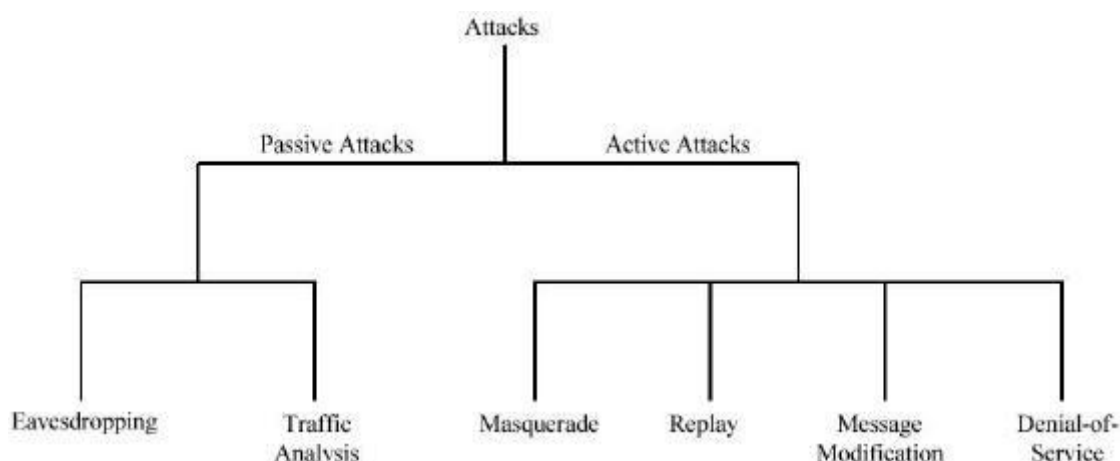 Attacks
Passive Attacks
Active Attacks
Eavesdropping
Traffic
Analysis
Masquerade
Replay
Message
Modification
Denial-of-
Service